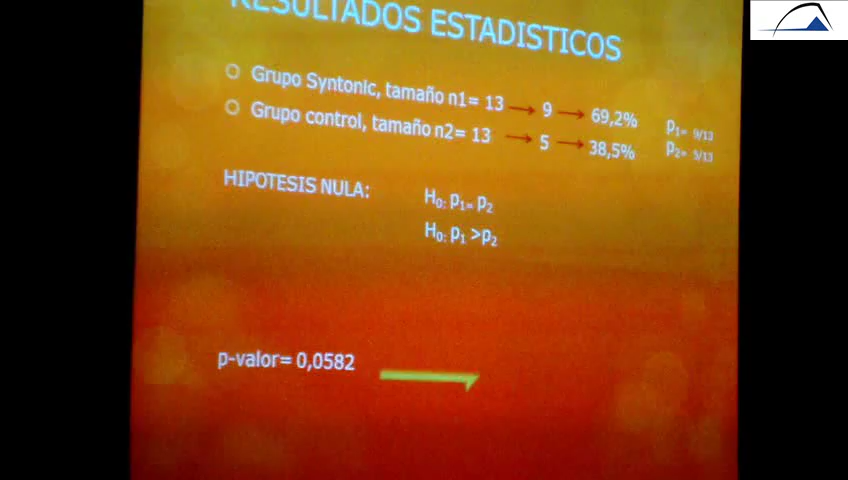 RESULTADOS ESTADISTICOS
Grupo Syntonic, tamaño n1= 13 → 9 → 69,2% p1= 9/13
Grupo control, tamaño n2= 13 → 5 → 38,5% p2= 5/13
HIPOTESIS NULA: H0: p1= p2
H0: p1 >p2
p-valor= 0,0582